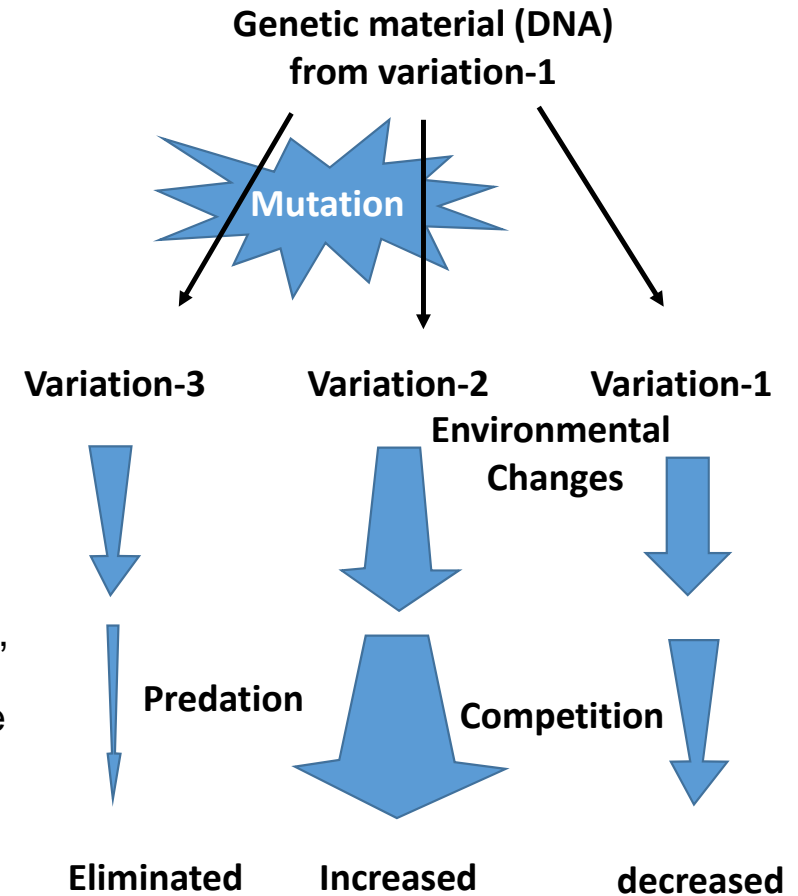 Genetic material (DNA)
from variation-1
Mutation
Variation-3 Variation-2 Variation-1
Environmental
Changes
,
e
Predation
Competition
Eliminated Increased decreased